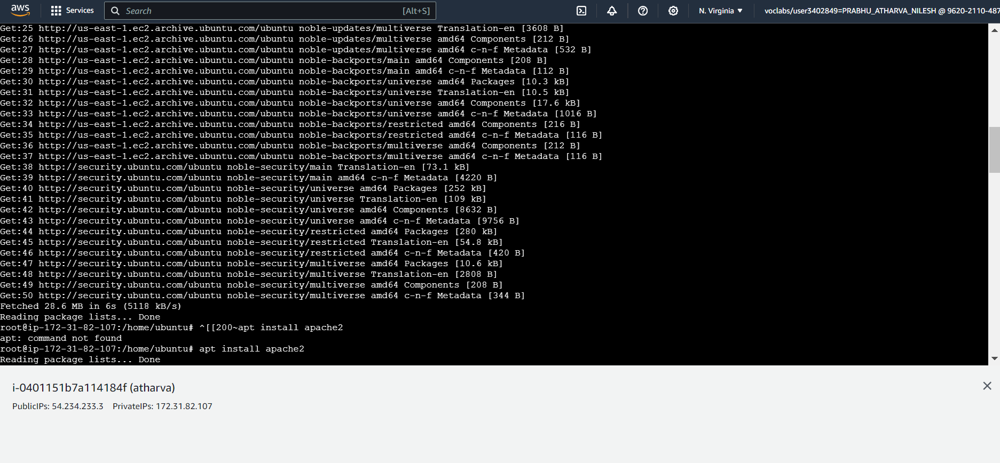 aws Services Search [Alt+S] N. Virginia voclabs/user3402849=PRABHU_ATHARVA_NILESH @ 9620-2110-487
Get:25 http://us-east-1.ec2.archive.ubuntu.com/ubuntu noble-updates/multiverse Translation-en [3608 B]
Get:26 http://us-east-1.ec2.archive.ubuntu.com/ubuntu noble-updates/multiverse amd64 Components [212 B]
Get:27 http://us-east-1.ec2.archive.ubuntu.com/ubuntu noble-updates/multiverse amd64 c-n-f Metadata [532 B]
Get:28 http://us-east-1.ec2.archive.ubuntu.com/ubuntu noble-backports/main amd64 Components [208 B]
Get:29 http://us-east-1.ec2.archive.ubuntu.com/ubuntu noble-backports/main amd64 c-n-f Metadata [112 B]
Get:30 http://us-east-1.ec2.archive.ubuntu.com/ubuntu noble-backports/universe amd64 Packages [10.3 kB]
Get:31 http://us-east-1.ec2.archive.ubuntu.com/ubuntu noble-backports/universe Translation-en [10.5 kB]
Get:32 http://us-east-1.ec2.archive.ubuntu.com/ubuntu noble-backports/universe amd64 Components [17.6 kB]
Get:33 http://us-east-1.ec2.archive.ubuntu.com/ubuntu noble-backports/universe amd64 c-n-f Metadata [1016 B]
Get:34 http://us-east-1.ec2.archive.ubuntu.com/ubuntu noble-backports/restricted amd64 Components [216 B]
Get:35 http://us-east-1.ec2.archive.ubuntu.com/ubuntu noble-backports/restricted amd64 c-n-f Metadata [116 B]
Get:36 http://us-east-1.ec2.archive.ubuntu.com/ubuntu noble-backports/multiverse amd64 Components [212 B]
Get:37 http://us-east-1.ec2.archive.ubuntu.com/ubuntu noble-backports/multiverse amd64 c-n-f Metadata [116 B]
Get:38 http://security.ubuntu.com/ubuntu noble-security/main Translation-en [73.1 kB]
Get:39 http://security.ubuntu.com/ubuntu noble-security/main amd64 c-n-f Metadata [4220 B]
Get:40 http://security.ubuntu.com/ubuntu noble-security/universe amd64 Packages [252 kB]
Get:41 http://security.ubuntu.com/ubuntu noble-security/universe Translation-en [109 kB]
Get:42 http://security.ubuntu.com/ubuntu noble-security/universe amd64 Components [8632 B]
Get:43 http://security.ubuntu.com/ubuntu noble-security/universe amd64 c-n-f Metadata [9756 B]
Get:44 http://security.ubuntu.com/ubuntu noble-security/restricted amd64 Packages [280 kB]
Get:45 http://security.ubuntu.com/ubuntu noble-security/restricted Translation-en [54.8 kB]
Get:46 http://security.ubuntu.com/ubuntu noble-security/restricted amd64 c-n-f Metadata [420 B]
Get:47 http://security.ubuntu.com/ubuntu noble-security/multiverse amd64 Packages [10.6 kB]
Get:48 http://security.ubuntu.com/ubuntu noble-security/multiverse Translation-en [2808 B]
Get:49 http://security.ubuntu.com/ubuntu noble-security/multiverse amd64 Components [208 B]
Get:50 http://security.ubuntu.com/ubuntu noble-security/multiverse amd64 c-n-f Metadata [344 B]
Fetched 28.6 MB in 6s (5118 kB/s)
Reading package lists... Done
root@ip-172-31-82-107:/home/ubuntu# ^[[200~apt install apache2
apt: command not found
root@ip-172-31-82-107:/home/ubuntu# apt install apache2
Reading package lists... Done
i-0401151b7a114184f (atharva)
PublicIPs: 54.234.233.3 PrivateIPs: 172.31.82.107